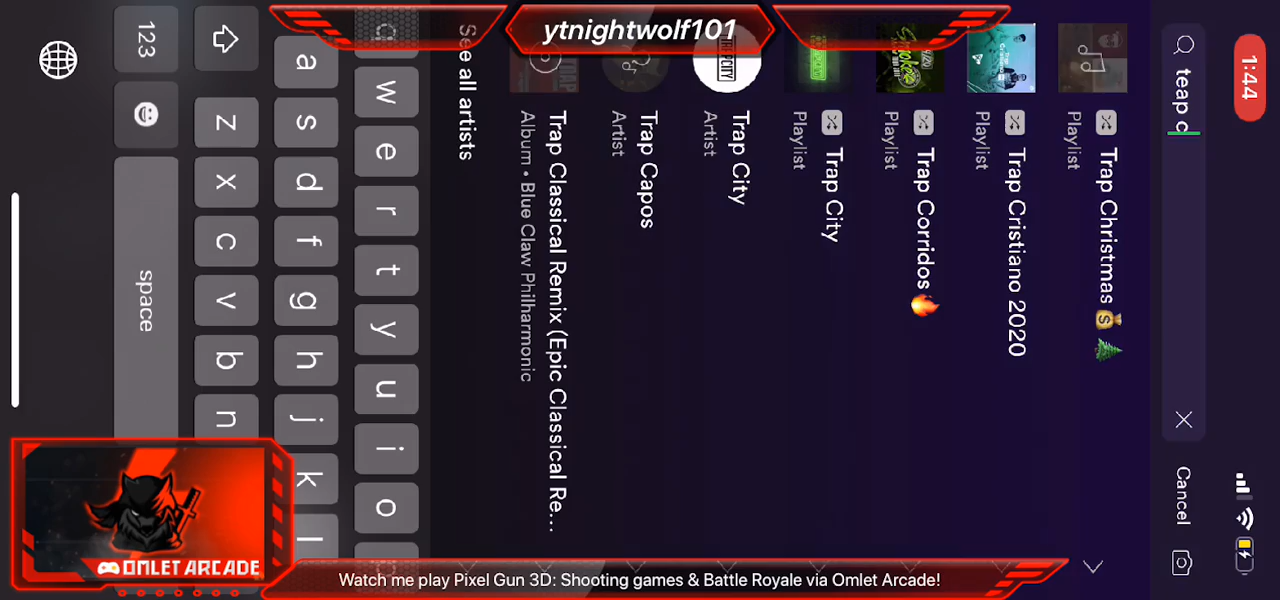 ytnightwolf101
1:44
teap c
Cancel
Trap Christmas 💰🎄
Playlist
Trap Cristiano 2020
Playlist
Trap Corridos 🔥
Playlist
Trap City
Playlist
Trap City
Artist
Trap Capos
Artist
Trap Classical Remix (Epic Classical Re...
Album • Blue Claw Philharmonic
See all artists
w e r t y u i o
a s d f g h j k l
z x c v b n
123
space
OMLET ARCADE
Watch me play Pixel Gun 3D: Shooting games & Battle Royale via Omlet Arcade!